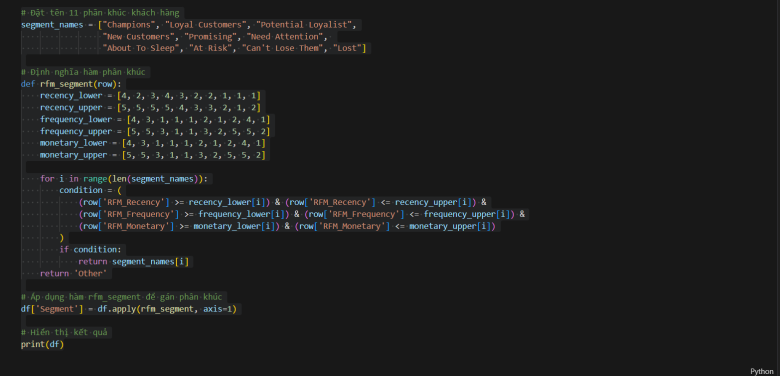 # Đặt tên 11 phân khúc khách hàng
segment_names = ["Champions", "Loyal Customers", "Potential Loyalist",
"New Customers", "Promising", "Need Attention",
"About To Sleep", "At Risk", "Can't Lose Them", "Lost"]
# Định nghĩa hàm phân khúc
def rfm_segment(row):
recency_lower = [4, 2, 3, 4, 3, 2, 2, 1, 1, 1]
recency_upper = [5, 5, 5, 5, 4, 3, 3, 2, 1, 2]
frequency_lower = [4, 3, 1, 1, 1, 2, 1, 2, 4, 1]
frequency_upper = [5, 5, 3, 1, 1, 3, 2, 5, 5, 2]
monetary_lower = [4, 3, 1, 1, 1, 2, 1, 2, 4, 1]
monetary_upper = [5, 5, 3, 1, 1, 3, 2, 5, 5, 2]
for i in range(len(segment_names)):
condition = (
(row['RFM_Recency'] >= recency_lower[i]) & (row['RFM_Recency'] <= recency_upper[i]) &
(row['RFM_Frequency'] >= frequency_lower[i]) & (row['RFM_Frequency'] <= frequency_upper[i]) &
(row['RFM_Monetary'] >= monetary_lower[i]) & (row['RFM_Monetary'] <= monetary_upper[i])
)
if condition:
return segment_names[i]
return 'Other'
# Áp dụng hàm rfm_segment để gán phân khúc
df['Segment'] = df.apply(rfm_segment, axis=1)
# Hiển thị kết quả
print(df)
Python